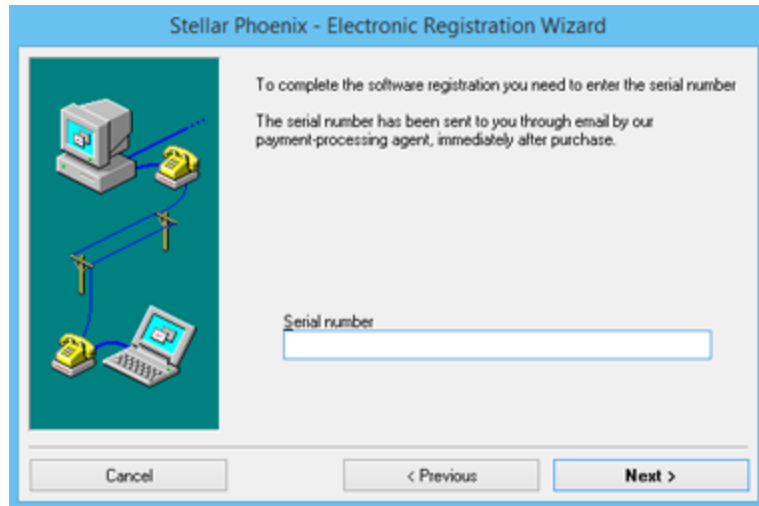 Stellar Phoenix - Electronic Registration Wizard
To complete the software registration you need to enter the serial number
The serial number has been sent to you through email by our
payment-processing agent, immediately after purchase.
Serial number
Cancel
< Previous
Next >